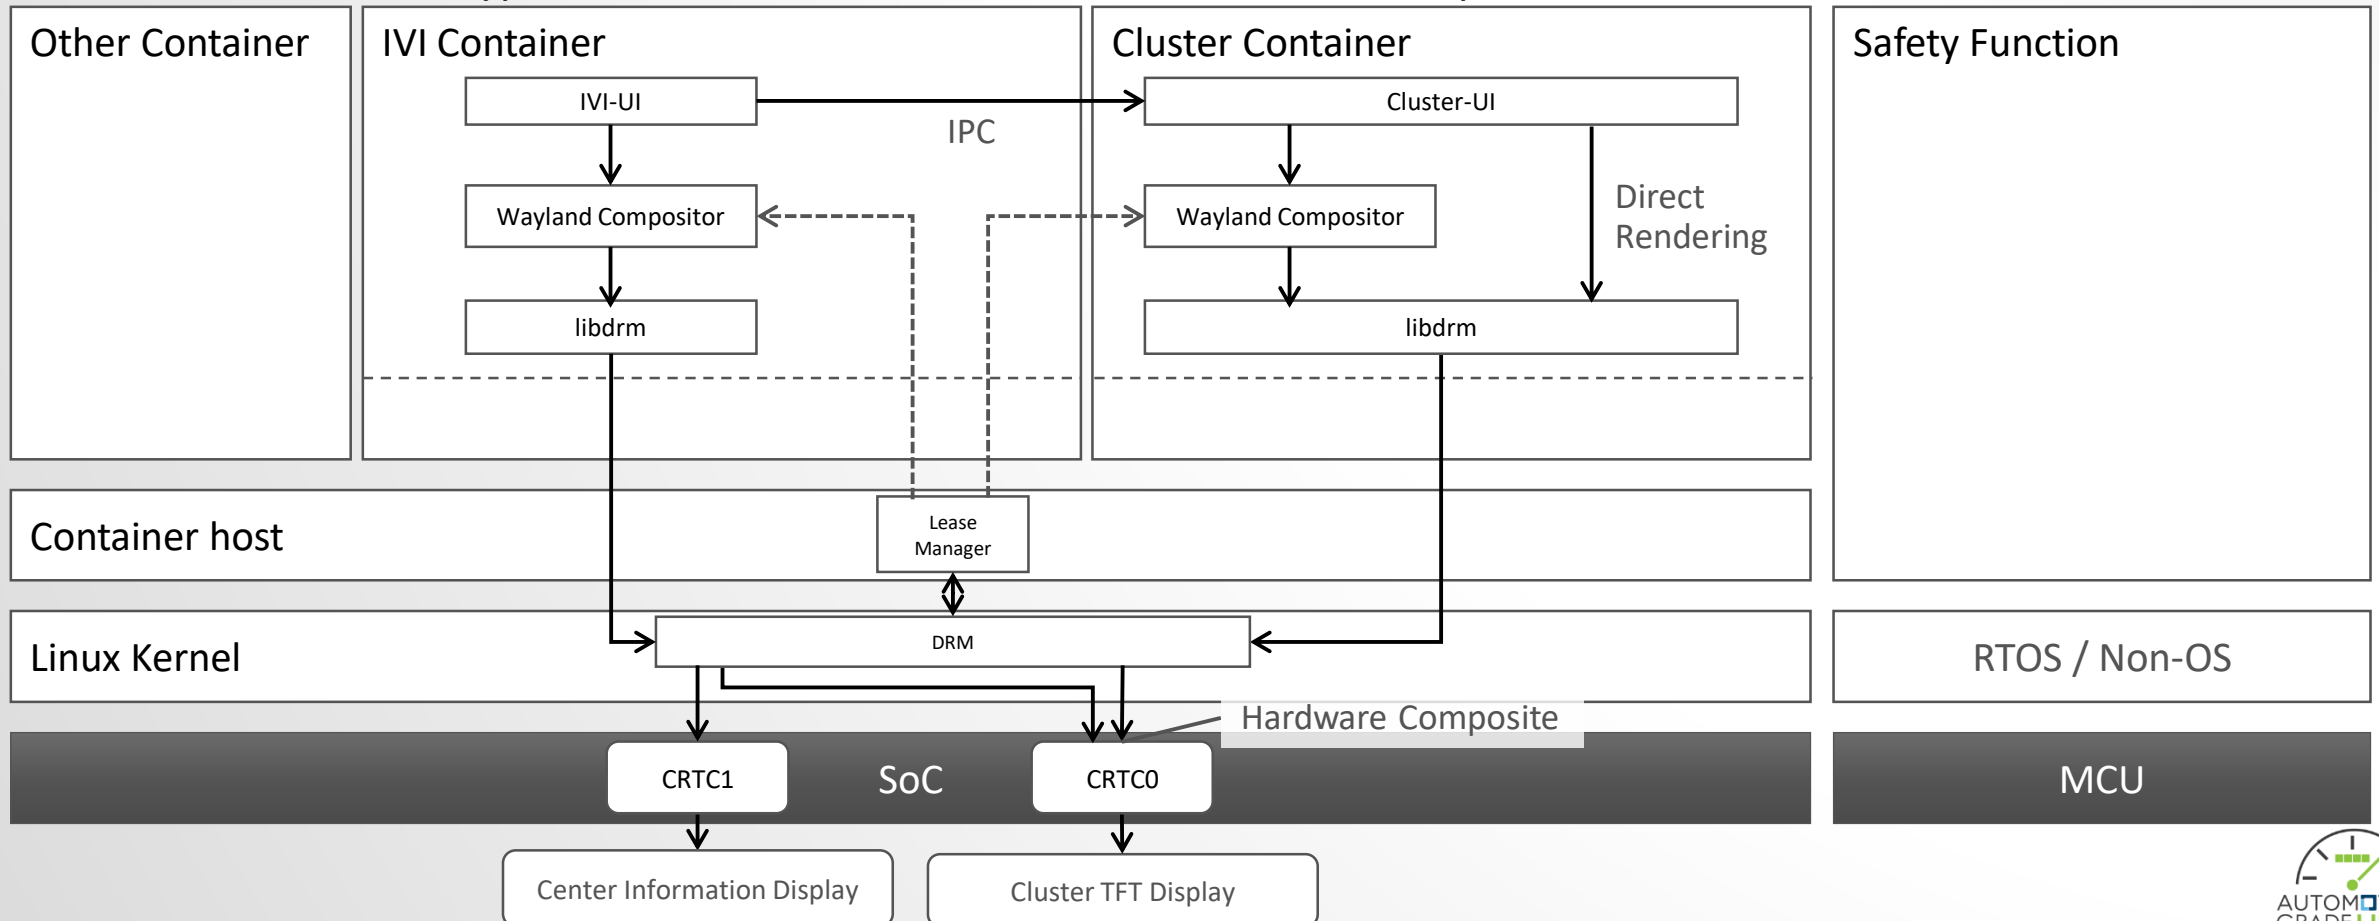 Other Container
IVI Container
Cluster Container
Safety Function
IVI-UI
Cluster-UI
IPC
Wayland Compositor
Wayland Compositor
Direct
Rendering
libdrm
libdrm
Container host
Lease
Manager
Linux Kernel
DRM
RTOS / Non-OS
Hardware Composite
CRTC1
SoC
CRTC0
MCU
Center Information Display
Cluster TFT Display